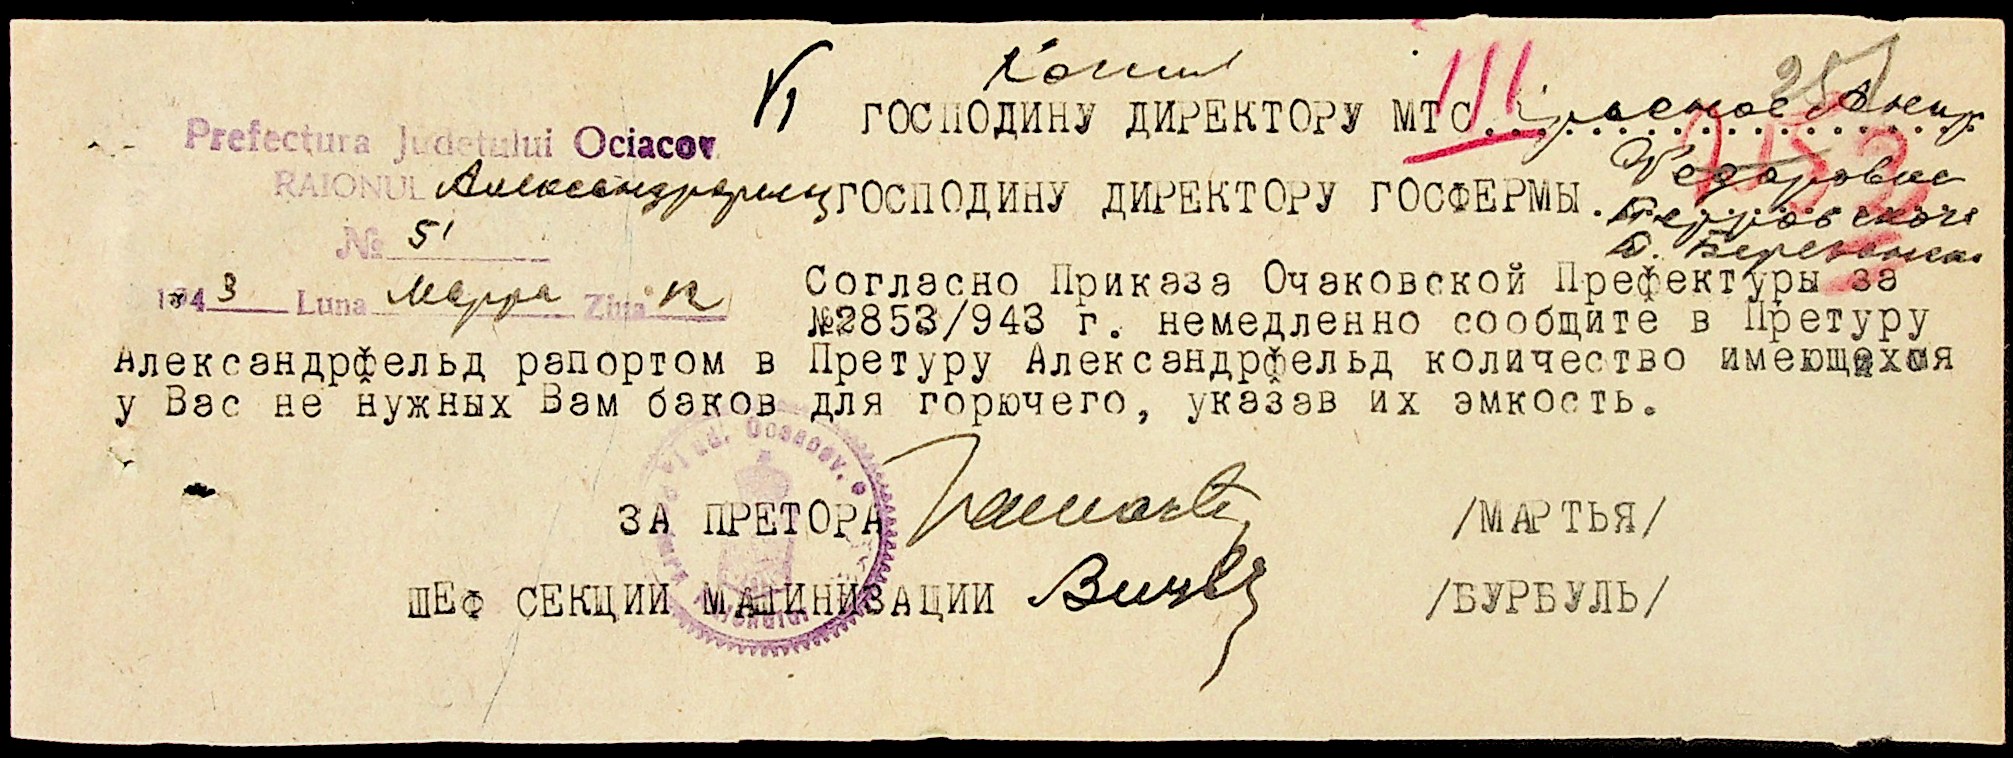 Копия
ГОСПОДИНУ ДИРЕКТОРУ МТС
Prefectura Judetului Ociacov
RAIONUL Александрфельд
ГОСПОДИНУ ДИРЕКТОРУ ГОСФЕРМЫ
№ 51
1943 Luna Марта Ziua 12
Согласно Приказа Очаковской Префектуры за
№2853/943 г. немедленно сообщите в Претуру
Александрфельд рапортом в Претуру Александрфельд количество имеющихся
у Вас не нужных Вам баков для горючего, указав их эмкость.
ЗА ПРЕТОРА /МАРТЬЯ/
ШЕФ СЕКЦИИ МАШИНИЗАЦИИ /БУРБУЛЬ/